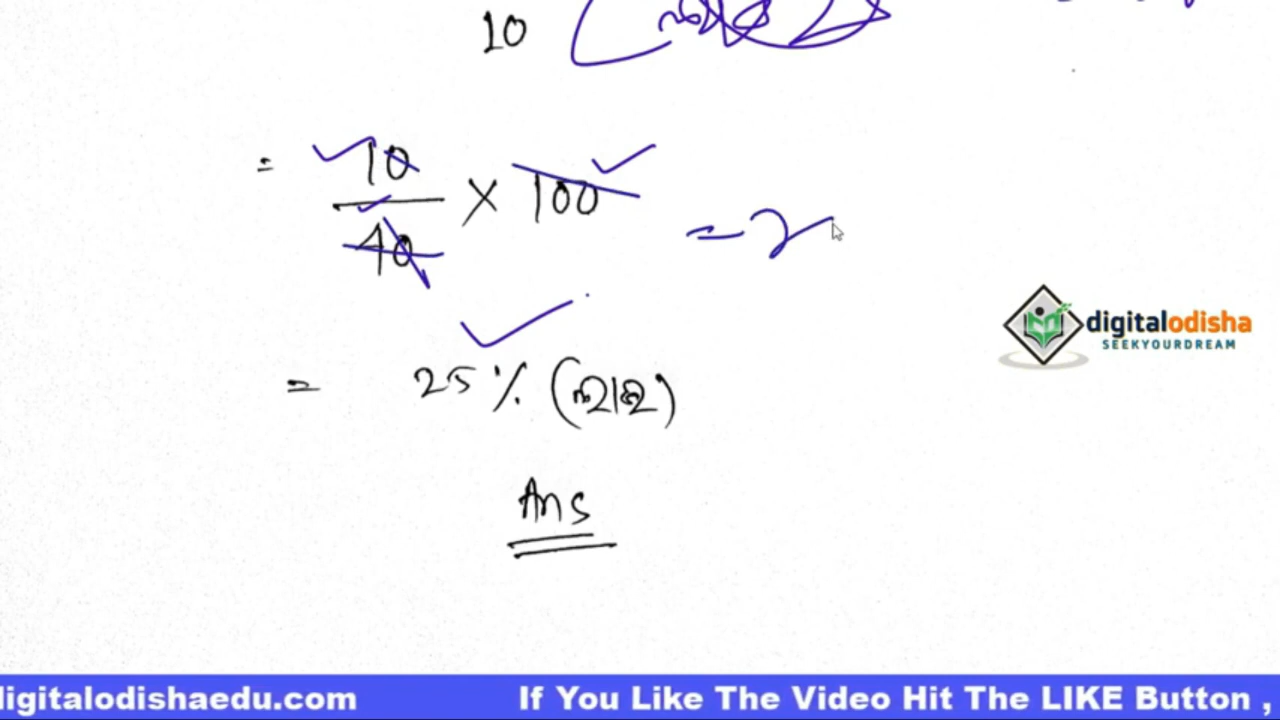 10
= 10/40 × 100
= 2
= 25 %
Ans
digitalodisha
SEEKYOURDREAM
digitalodishaedu.com If You Like The Video Hit The LIKE Button ,